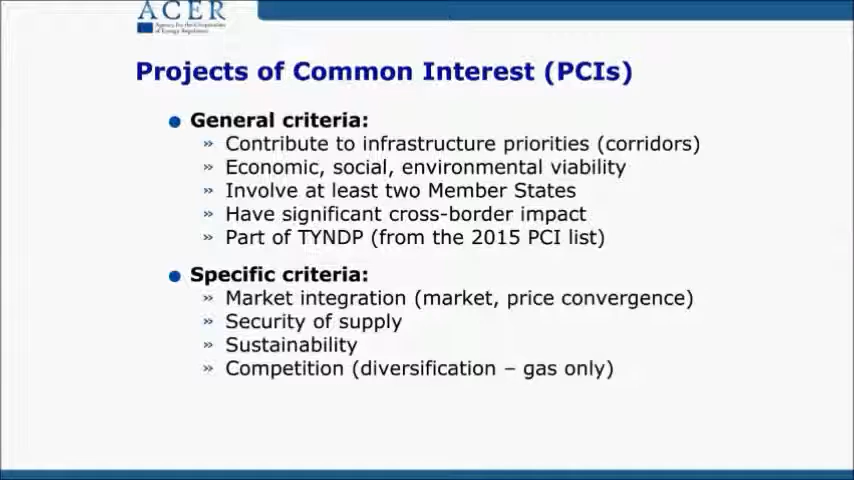 ACER
Agency for the Cooperation
of Energy Regulators
Projects of Common Interest (PCIs)
● General criteria:
» Contribute to infrastructure priorities (corridors)
» Economic, social, environmental viability
» Involve at least two Member States
» Have significant cross-border impact
» Part of TYNDP (from the 2015 PCI list)
● Specific criteria:
» Market integration (market, price convergence)
» Security of supply
» Sustainability
» Competition (diversification – gas only)